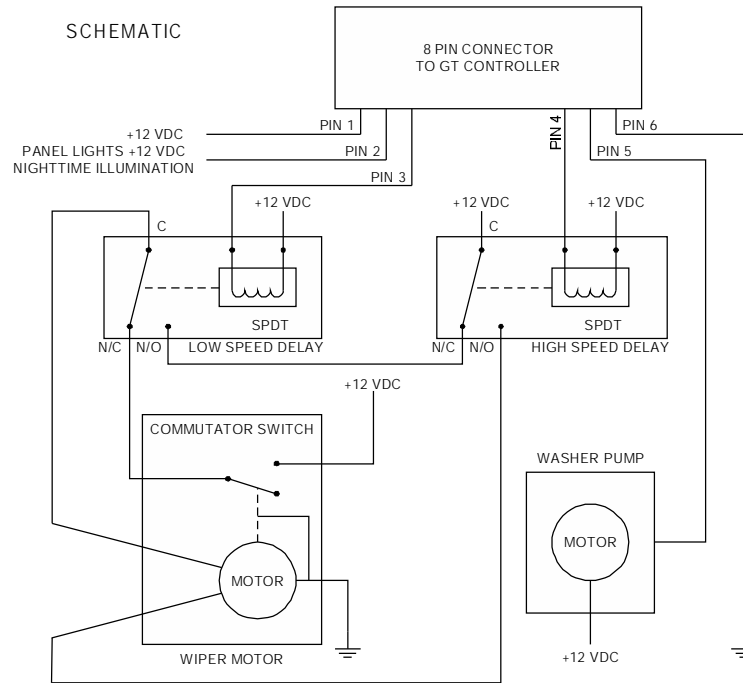 SCHEMATIC
8 PIN CONNECTOR
TO GT CONTROLLER
PIN 1
PIN 4
PIN 6
+12 VDC
PANEL LIGHTS +12 VDC
PIN 2
PIN 5
NIGHTTIME ILLUMINATION
PIN 3
+12 VDC
+12 VDC
+12 VDC
C
C
SPDT
SPDT
N/C
N/O
LOW SPEED DELAY
N/C
N/O
HIGH SPEED DELAY
+12 VDC
COMMUTATOR SWITCH
WASHER PUMP
MOTOR
MOTOR
WIPER MOTOR
+12 VDC